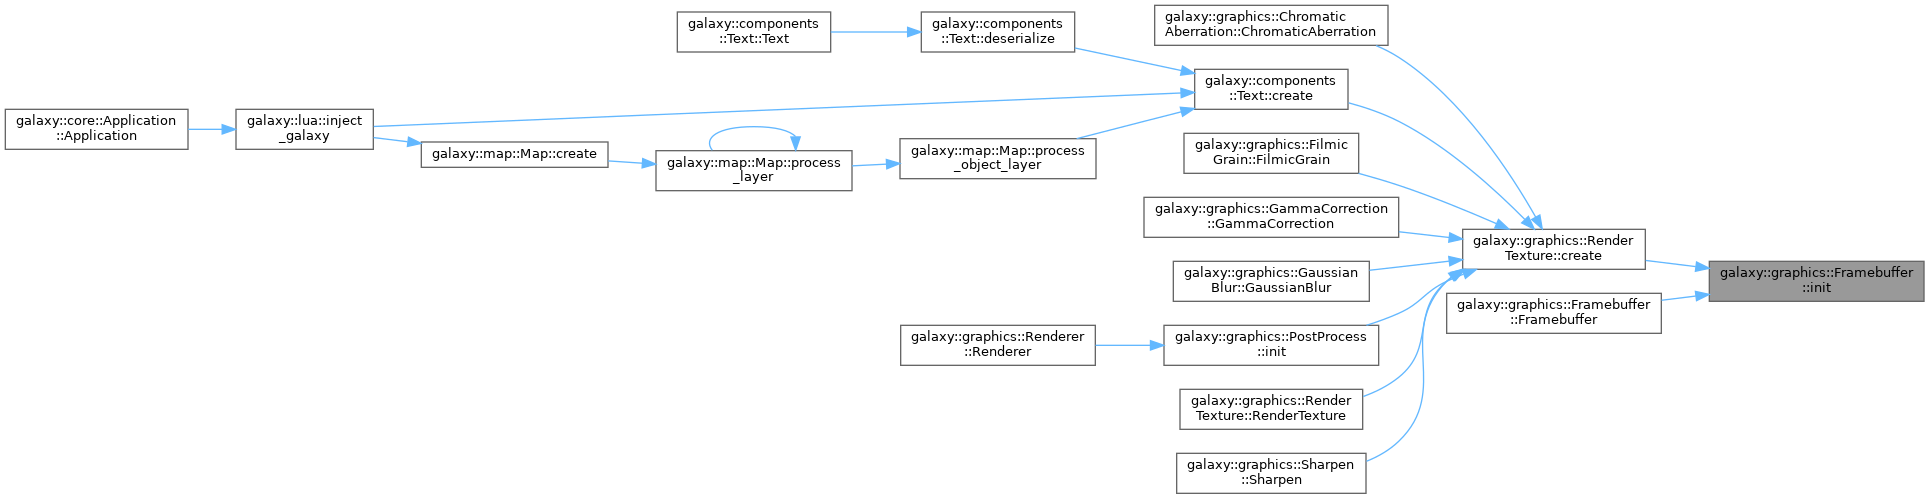 galaxy::components
::Text::Text
galaxy::components
::Text::deserialize
galaxy::graphics::Chromatic
Aberration::ChromaticAberration
galaxy::components
::Text::create
galaxy::core::Application
::Application
galaxy::lua::inject
_galaxy
galaxy::map::Map::create
galaxy::map::Map::process
_layer
galaxy::map::Map::process
_object_layer
galaxy::graphics::Filmic
Grain::FilmicGrain
galaxy::graphics::GammaCorrection
::GammaCorrection
galaxy::graphics::Render
Texture::create
galaxy::graphics::Gaussian
Blur::GaussianBlur
galaxy::graphics::Framebuffer
::init
galaxy::graphics::Framebuffer
::Framebuffer
galaxy::graphics::Renderer
::Renderer
galaxy::graphics::PostProcess
::init
galaxy::graphics::Render
Texture::RenderTexture
galaxy::graphics::Sharpen
::Sharpen